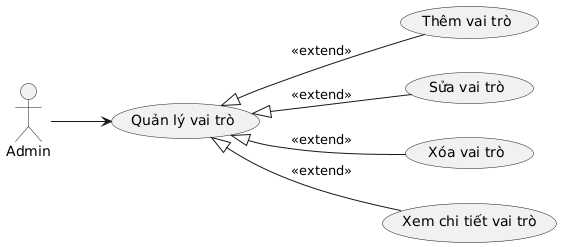 Thêm vai trò
«extend»
Sửa vai trò
«extend»
Admin
Quản lý vai trò
«extend»
Xóa vai trò
«extend»
Xem chi tiết vai trò